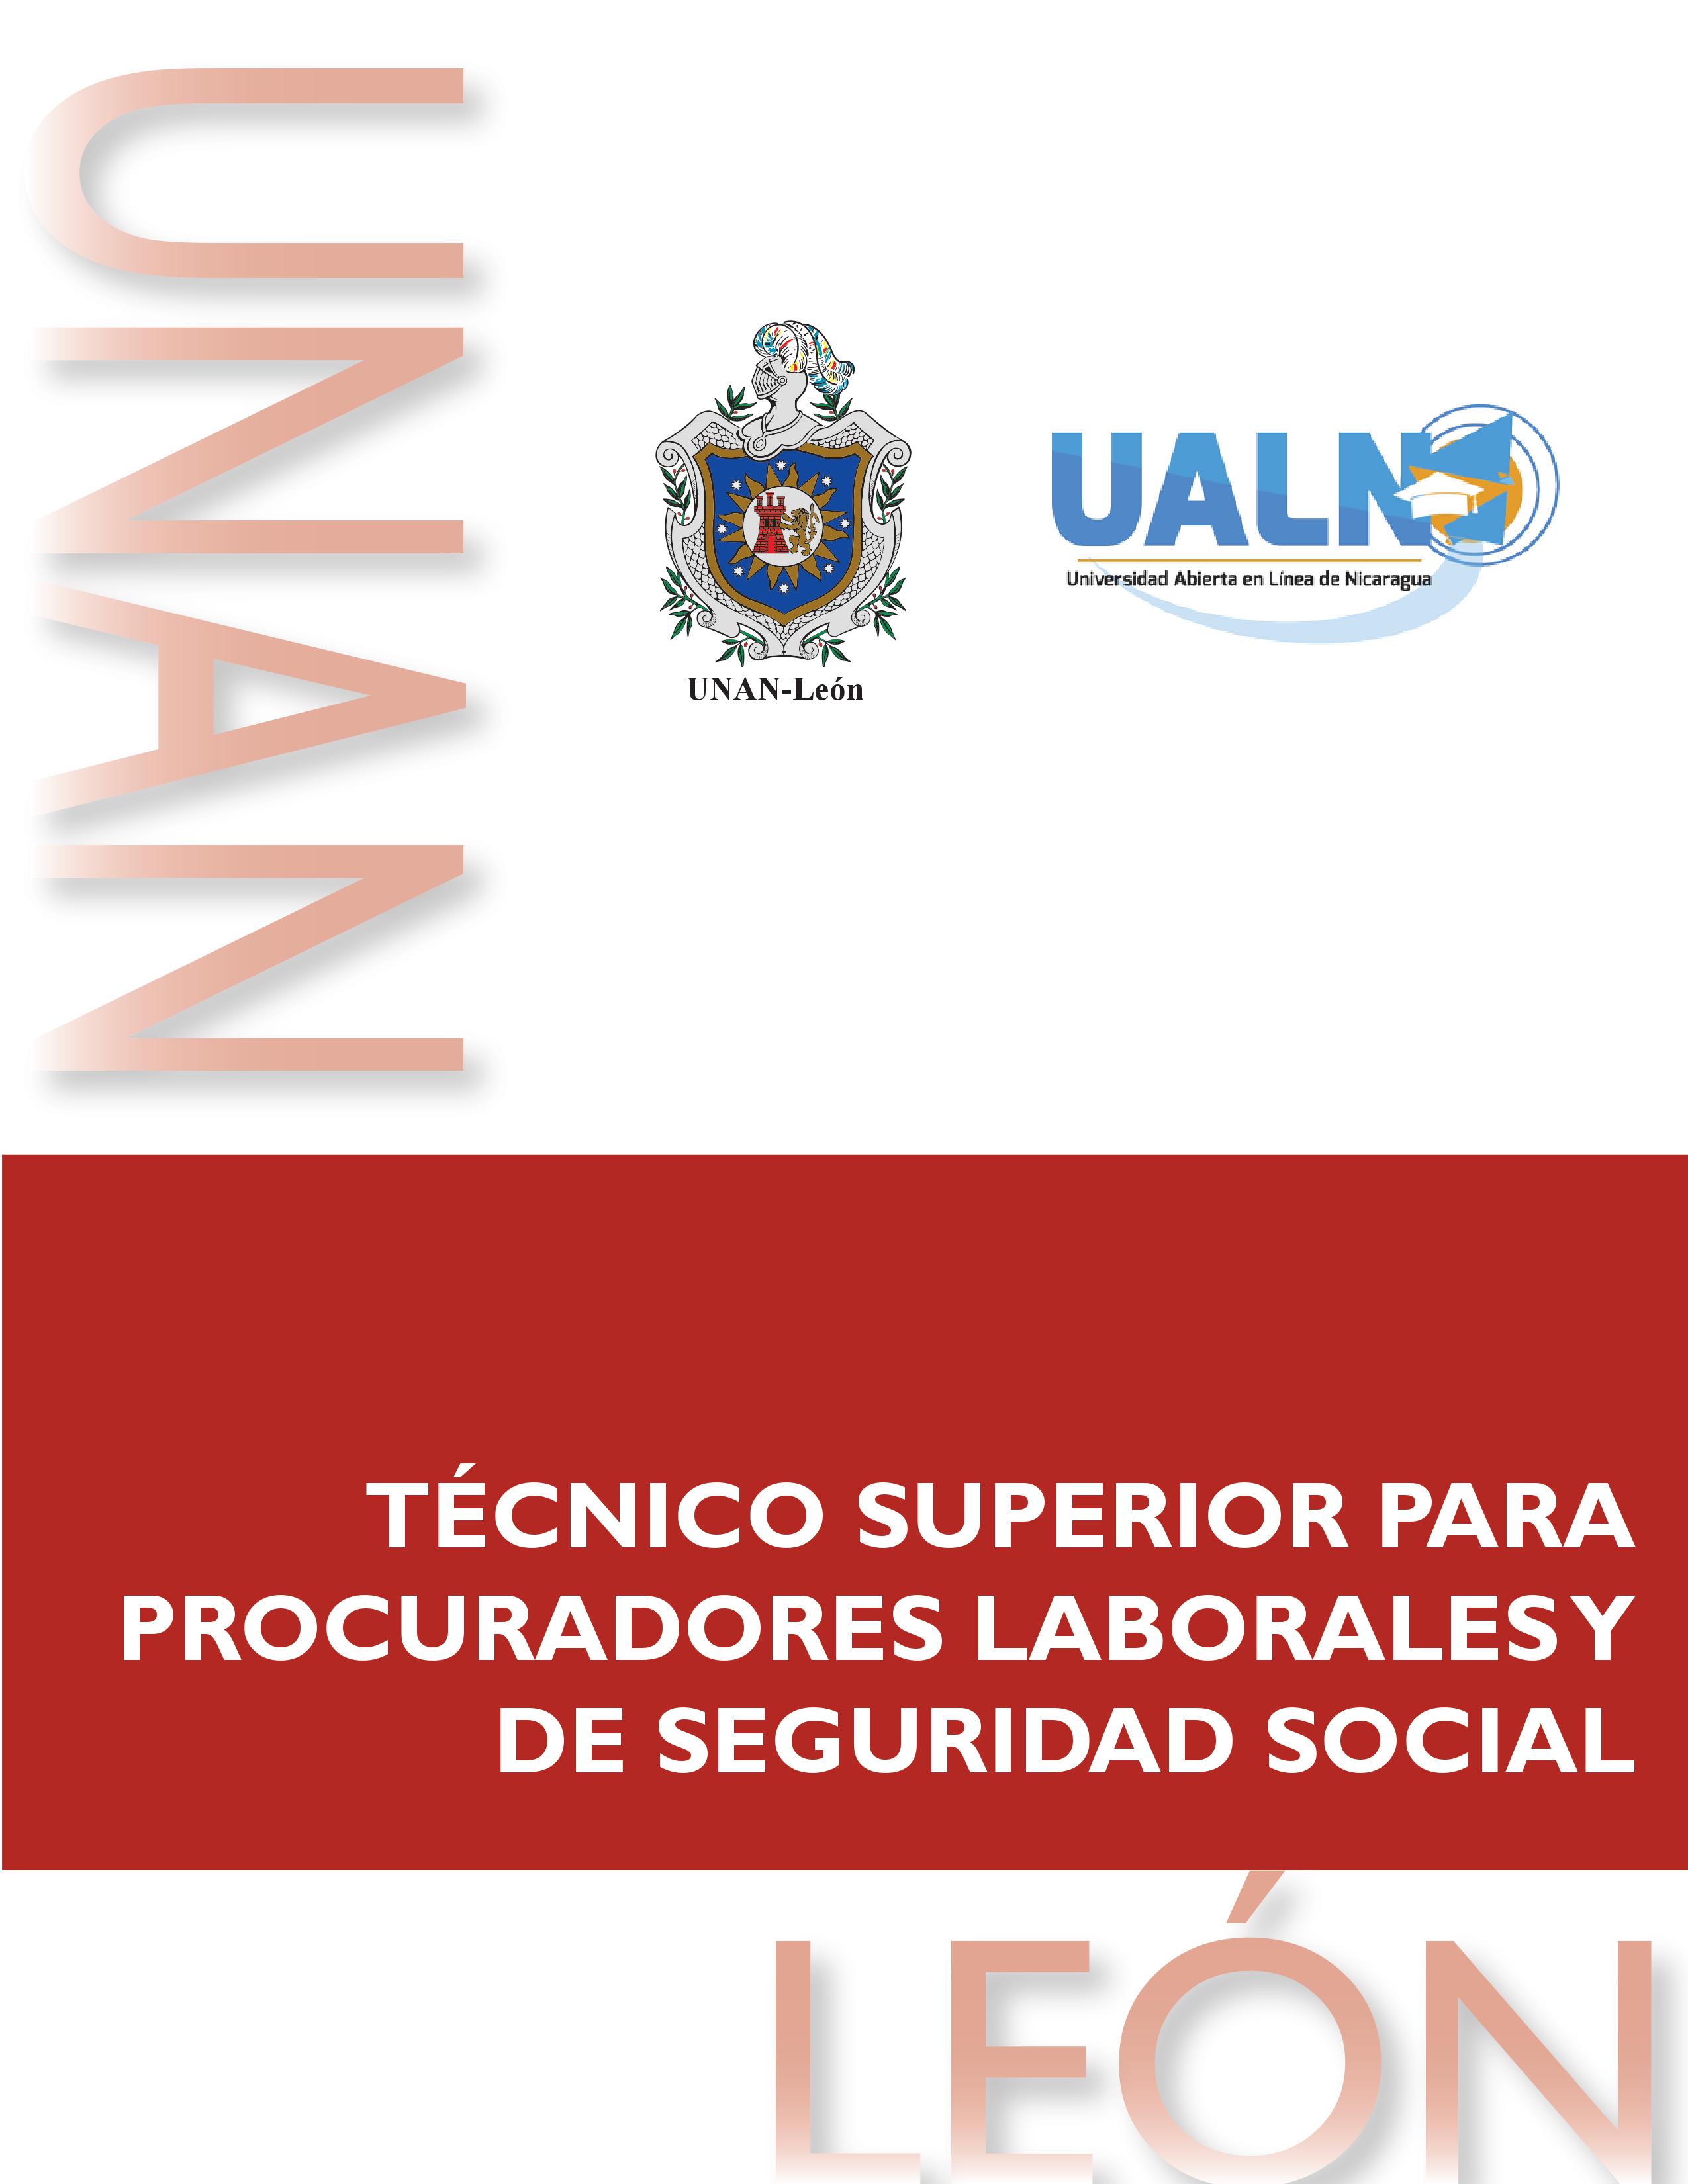 UNAN
UNAN-León
UALN
Universidad Abierta en Línea de Nicaragua
TÉCNICO SUPERIOR PARA
PROCURADORES LABORALES Y
DE SEGURIDAD SOCIAL
LEÓN